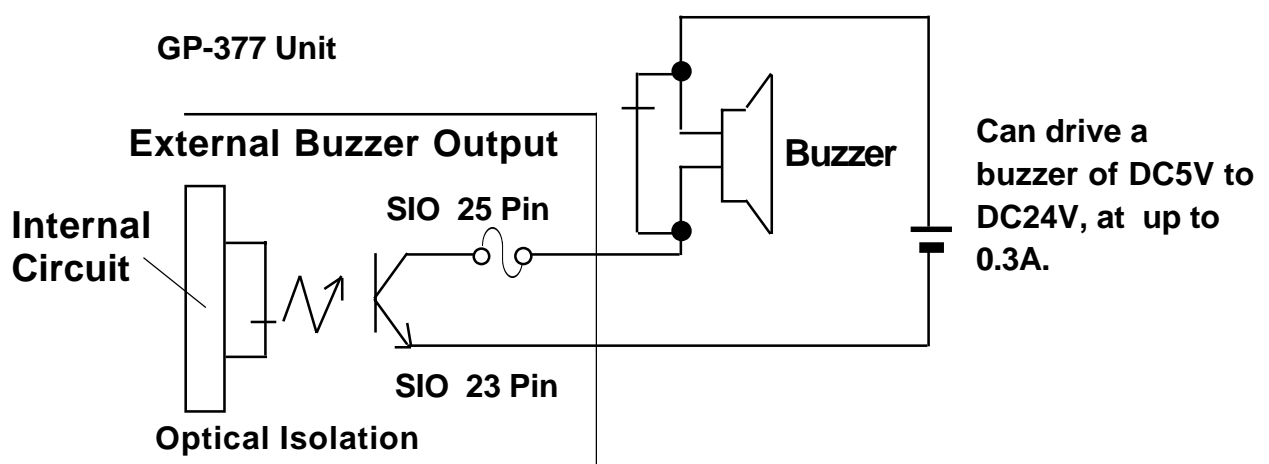 GP-377 Unit
External Buzzer Output
Internal
Circuit
SIO 25 Pin
SIO 23 Pin
Optical Isolation
Buzzer
Can drive a
buzzer of DC5V to
DC24V, at up to
0.3A.